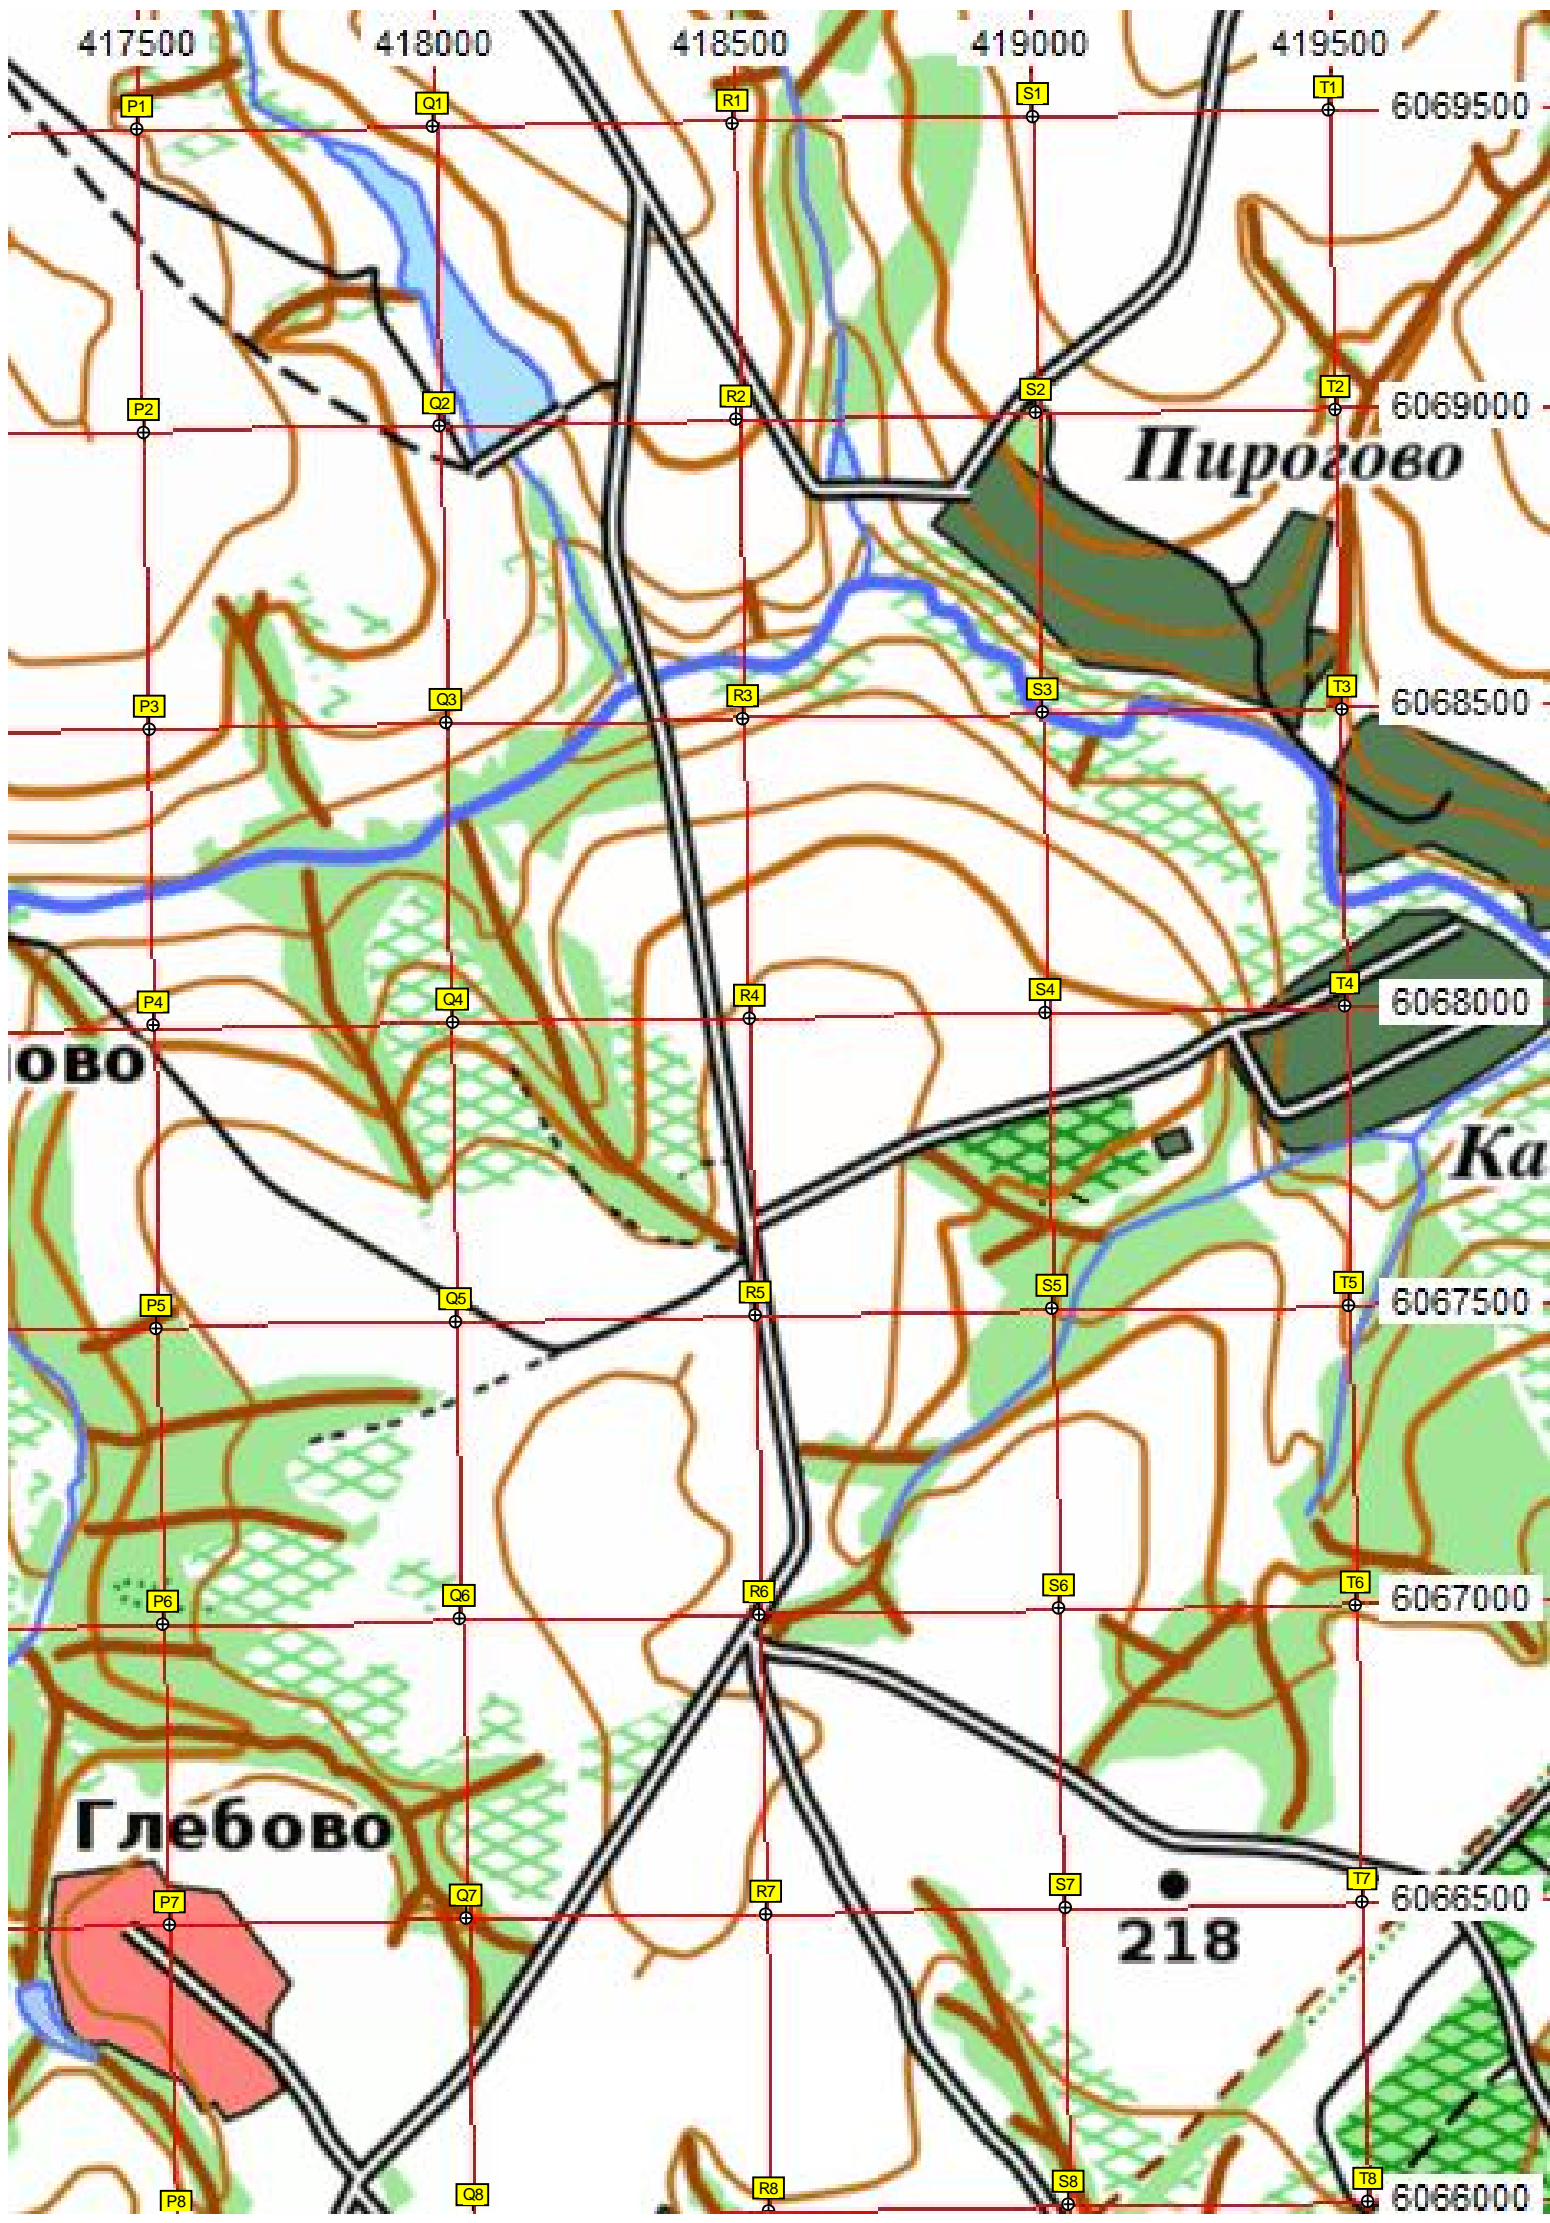 417500 418000 418500 419000 419500
P1 Q1 R1 S1 T1
6069500
P2 Q2 R2 S2 T2
6069000
Пирогово
P3 Q3 R3 S3 T3
6068500
P4 Q4 R4 S4 T4
6068000
ово
Ка
P5 Q5 R5 S5 T5
6067500
P6 Q6 R6 S6 T6
6067000
Глебово
P7 Q7 R7 S7 T7
6066500
218
P8 Q8 R8 S8 T8
6066000